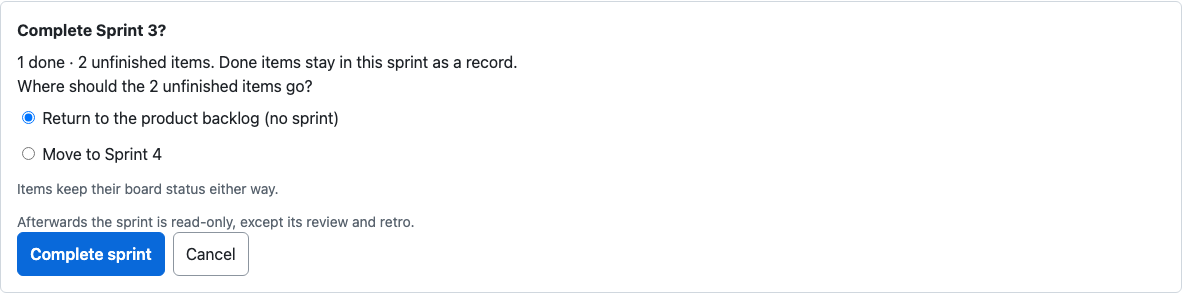 Complete Sprint 3?
1 done · 2 unfinished items. Done items stay in this sprint as a record.
Where should the 2 unfinished items go?
Return to the product backlog (no sprint)
Move to Sprint 4
Items keep their board status either way.
Afterwards the sprint is read-only, except its review and retro.
Complete sprint
Cancel